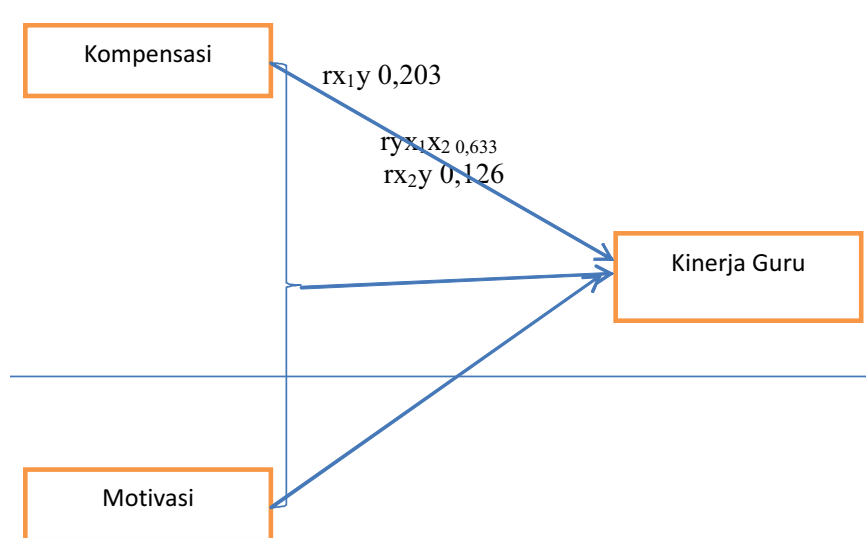 Kompensasi
rx₁y 0,203
ryx₁x₂ 0,633
rx₂y 0,126
Kinerja Guru
Motivasi